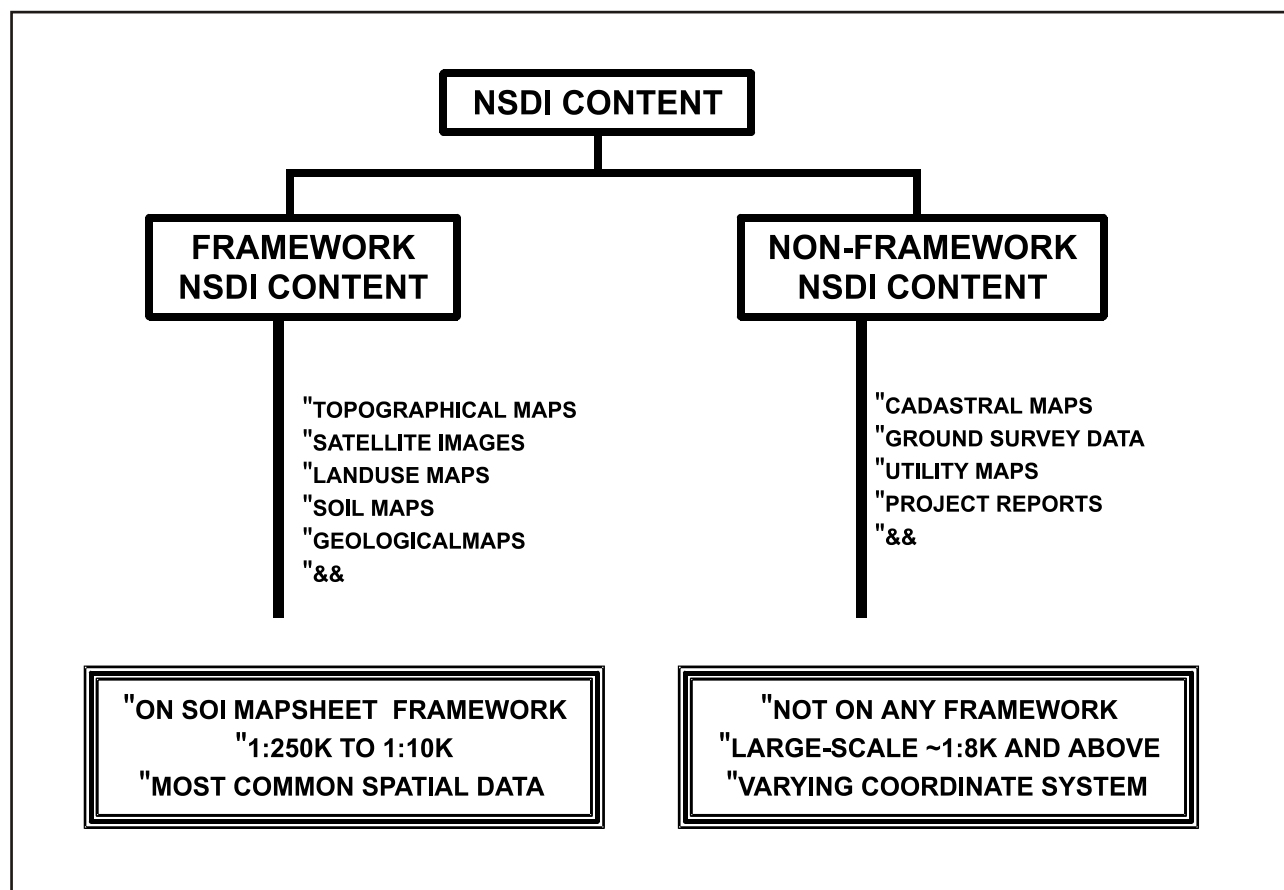 NSDI CONTENT
FRAMEWORK
NSDI CONTENT
"TOPOGRAPHICAL MAPS
"SATELLITE IMAGES
"LANDUSE MAPS
"SOIL MAPS
"GEOLOGICALMAPS
"&&
"ON SOI MAPSHEET FRAMEWORK
"1:250K TO 1:10K
"MOST COMMON SPATIAL DATA
NON-FRAMEWORK
NSDI CONTENT
"CADASTRAL MAPS
"GROUND SURVEY DATA
"UTILITY MAPS
"PROJECT REPORTS
"&&
"NOT ON ANY FRAMEWORK
"LARGE-SCALE ~1:8K AND ABOVE
"VARYING COORDINATE SYSTEM